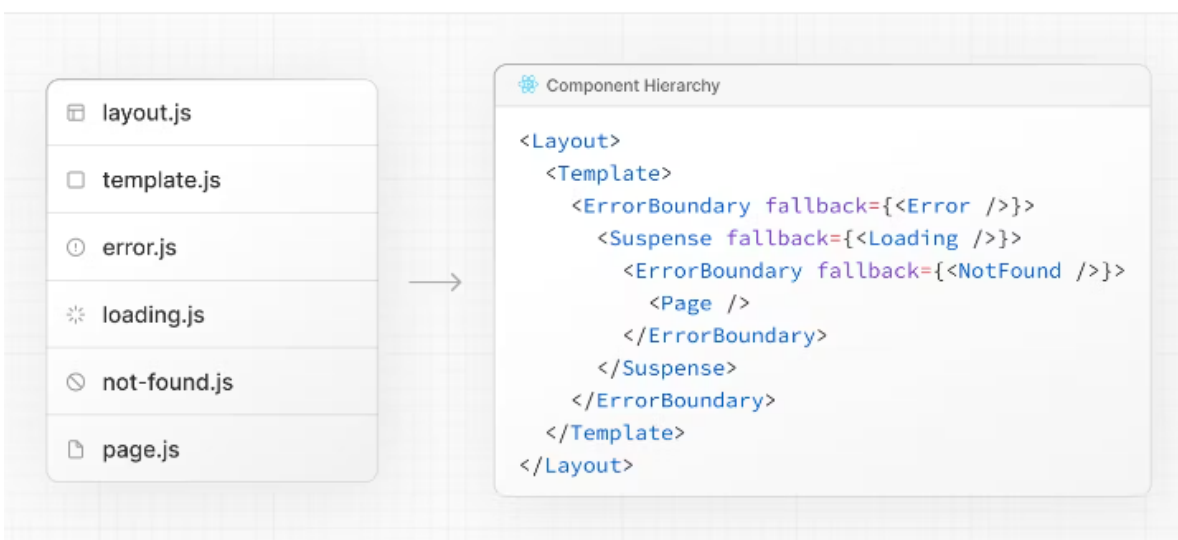 layout.js
template.js
error.js
loading.js
not-found.js
page.js
Component Hierarchy
<Layout>
  <Template>
    <ErrorBoundary fallback={<Error />}>
      <Suspense fallback={<Loading />}>
        <ErrorBoundary fallback={<NotFound />}>
          <Page />
        </ErrorBoundary>
      </Suspense>
    </ErrorBoundary>
  </Template>
</Layout>